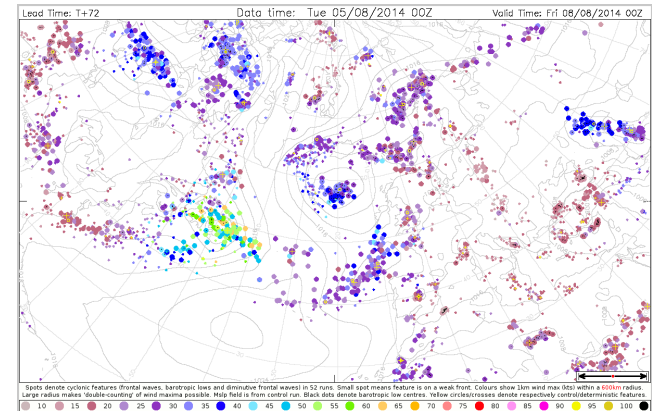 Lead Time: T+72 Data time: Tue 05/08/2014 00Z Valid Time: Fri 08/08/2014 00Z
Spots denote cyclonic features (frontal waves, barotropic lows and diminutive frontal waves) in 52 runs. Small spot means feature is on a weak front. Colours show 1km wind max (kts) within a 600km radius.
Large radius makes 'double-counting' of wind maxima possible. Mslp field is from control run. Black dots denote barotropic low centres. Yellow circles/crosses denote respectively control/deterministic features.
10 15 20 25 30 35 40 45 50 55 60 65 70 75 80 85 90 95 100